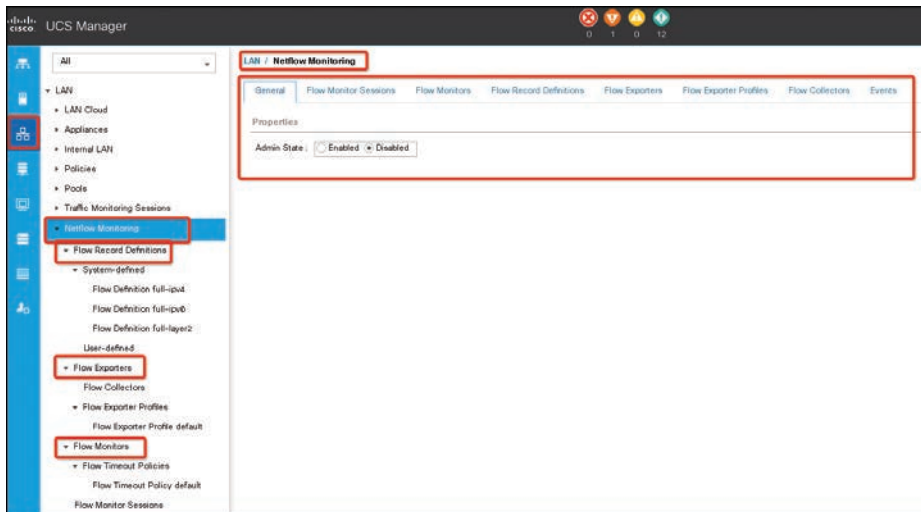 cisco UCS Manager
0 1 0 12
All
LAN
LAN Cloud
Appliances
Internal LAN
Policies
Pools
Traffic Monitoring Sessions
Netflow Monitoring
Flow Record Definitions
System-defined
Flow Definition full-ipv4
Flow Definition full-ipv6
Flow Definition full-layer2
User-defined
Flow Exporters
Flow Collectors
Flow Exporter Profiles
Flow Exporter Profile default
Flow Monitors
Flow Timeout Policies
Flow Timeout Policy default
Flow Monitor Sessions
LAN / Netflow Monitoring
General Flow Monitor Sessions Flow Monitors Flow Record Definitions Flow Exporters Flow Exporter Profiles Flow Collectors Events
Properties
Admin State : Enabled Disabled